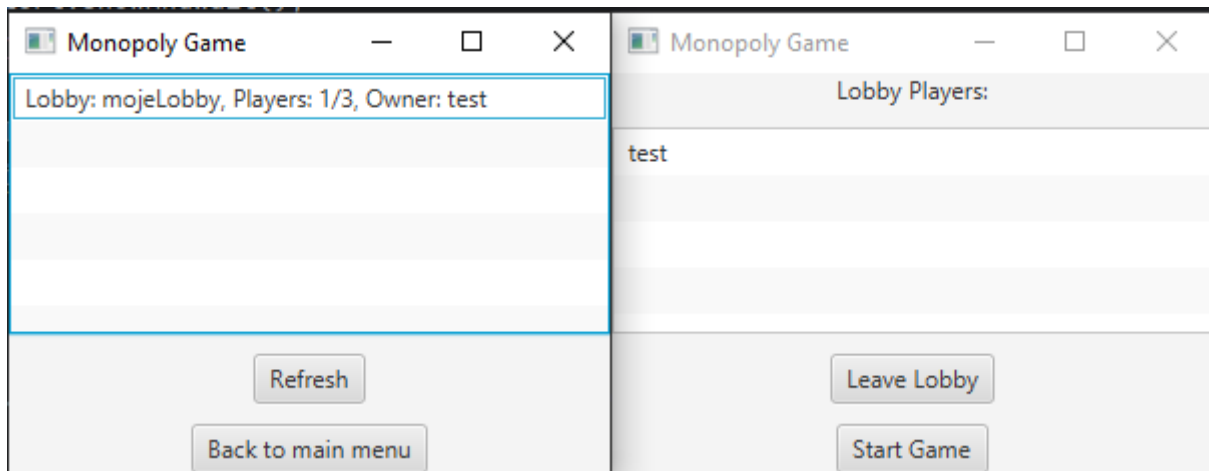 Monopoly Game
Lobby: mojeLobby, Players: 1/3, Owner: test
Refresh
Back to main menu
Monopoly Game
Lobby Players:
test
Leave Lobby
Start Game